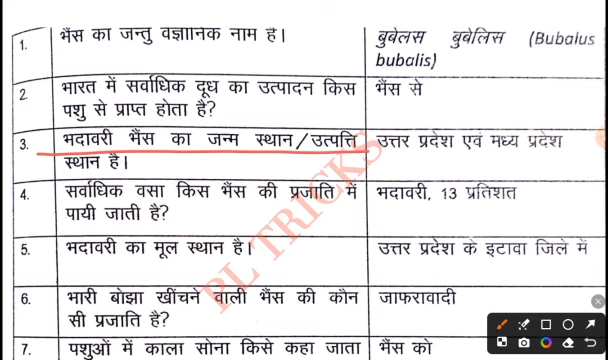 1. भैंस का जन्तु वैज्ञानिक नाम है। बुबेलस बुबेलिस (Bubalus
bubalis)
2. भारत में सर्वाधिक दूध का उत्पादन किस भैंस से
पशु से प्राप्त होता है?
3. भदावरी भैंस का जन्म स्थान/उत्पत्ति उत्तर प्रदेश एवं मध्य प्रदेश
स्थान है।
4. सर्वाधिक वसा किस भैंस की प्रजाति में भदावरी, 13 प्रतिशत
पायी जाती है?
5. भदावरी का मूल स्थान है। उत्तर प्रदेश के इटावा जिले में
6. भारी बोझा खींचने वाली भैंस की कौन जाफरावादी
सी प्रजाति है?
7. पशुओं में काला सोना किसे कहा जाता भैंस को
PL TRICKS